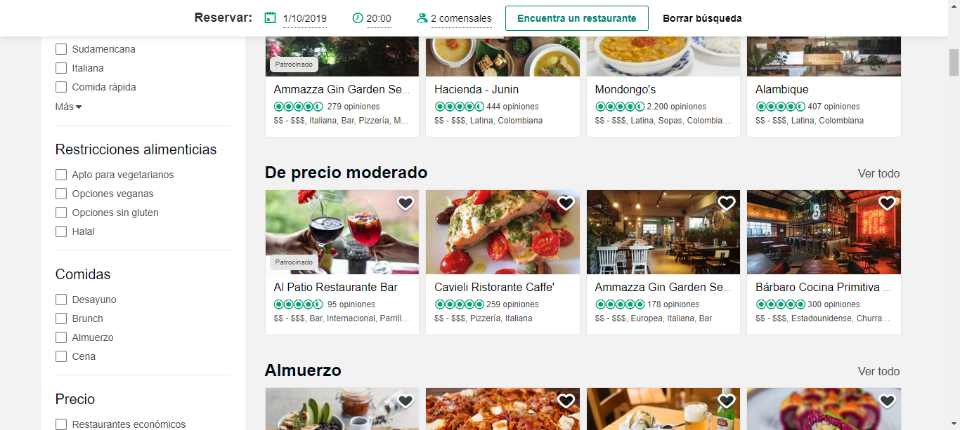 Reservar: 1/10/2019 20:00 2 comensales Encuentra un restaurante Borrar búsqueda
Sudamericana
Italiana
Comida rápida
Más
Restricciones alimenticias
Apto para vegetarianos
Opciones veganas
Opciones sin gluten
Halal
Comidas
Desayuno
Brunch
Almuerzo
Cena
Precio
Restaurantes económicos
Patrocinado
Ammazza Gin Garden Se...
279 opiniones
$$ - $$$, Italiana, Bar, Pizzería, M...
Hacienda - Junin
444 opiniones
$$ - $$$, Latina, Colombiana
Mondongo's
2.200 opiniones
$$ - $$$, Latina, Sopas, Colombia...
Alambique
407 opiniones
$$ - $$$, Latina, Colombiana
De precio moderado Ver todo
Patrocinado
Al Patio Restaurante Bar
95 opiniones
$$ - $$$, Bar, Internacional, Parrill...
Cavieli Ristorante Caffe'
259 opiniones
$$ - $$$, Pizzería, Italiana
Ammazza Gin Garden Se...
178 opiniones
$$ - $$$, Europea, Italiana, Bar
PORK
BEEF
FISH
Bárbaro Cocina Primitiva ...
300 opiniones
$$ - $$$, Estadounidense, Churra...
Almuerzo Ver todo